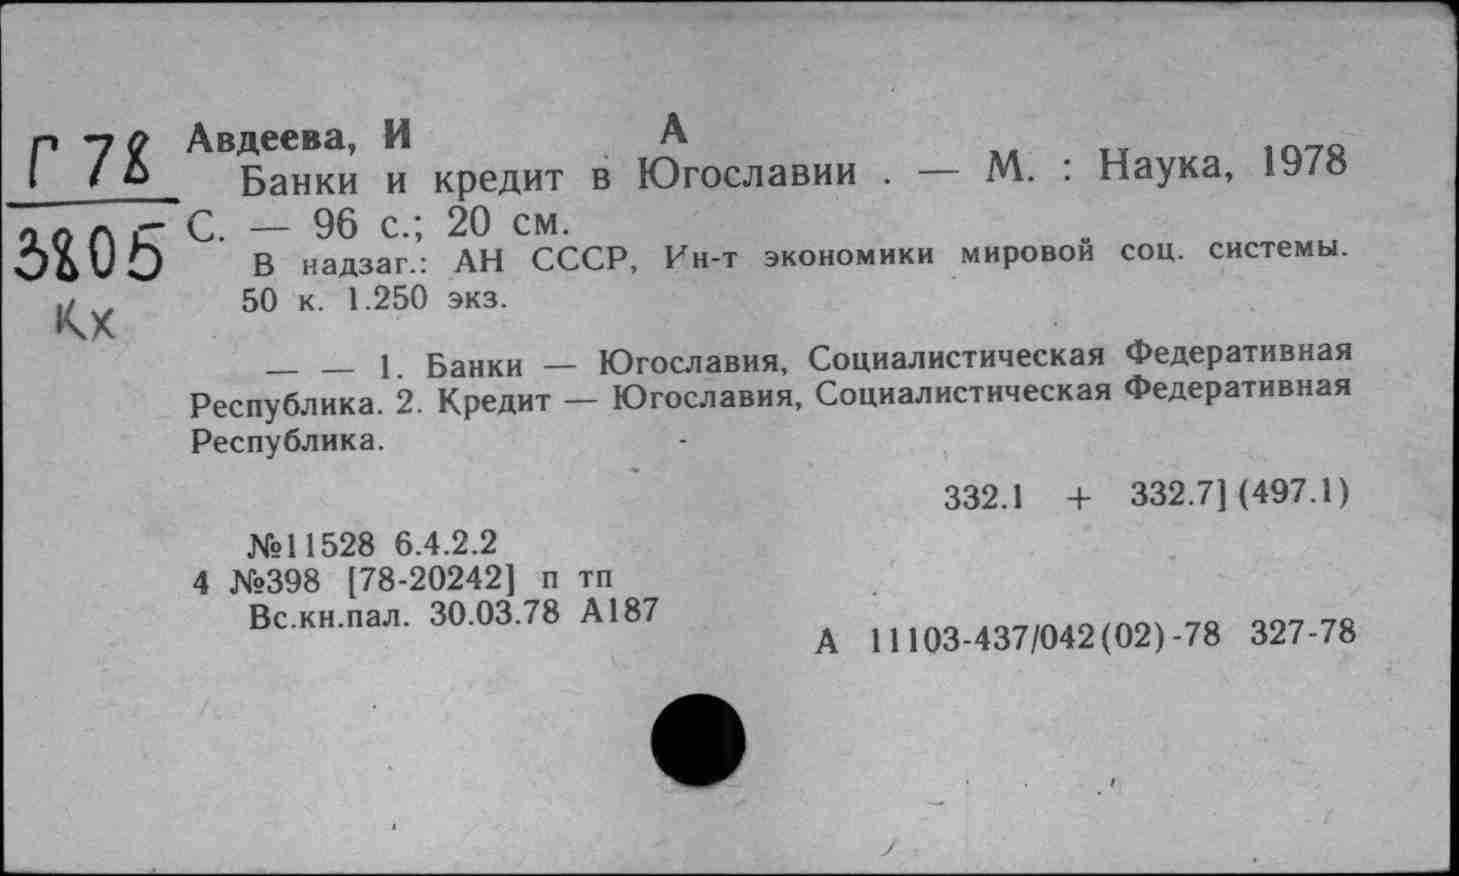 Г 78
3805
Кх
Авдеева, И А
Банки и кредит в Югославии . — М. : Наука, 1978
С. — 96 с.; 20 см.
В надзаг.: АН СССР, Ин-т экономики мировой соц. системы.
50 к. 1.250 экз.
— — 1. Банки — Югославия, Социалистическая Федеративная
Республика. 2. Кредит — Югославия, Социалистическая Федеративная
Республика.
332.1 + 332.7] (497.1)
№11528 6.4.2.2
4 №398 [78-20242] п тп
Вс.кн.пал. 30.03.78 А187
А 11103-437/042(02)-78 327-78